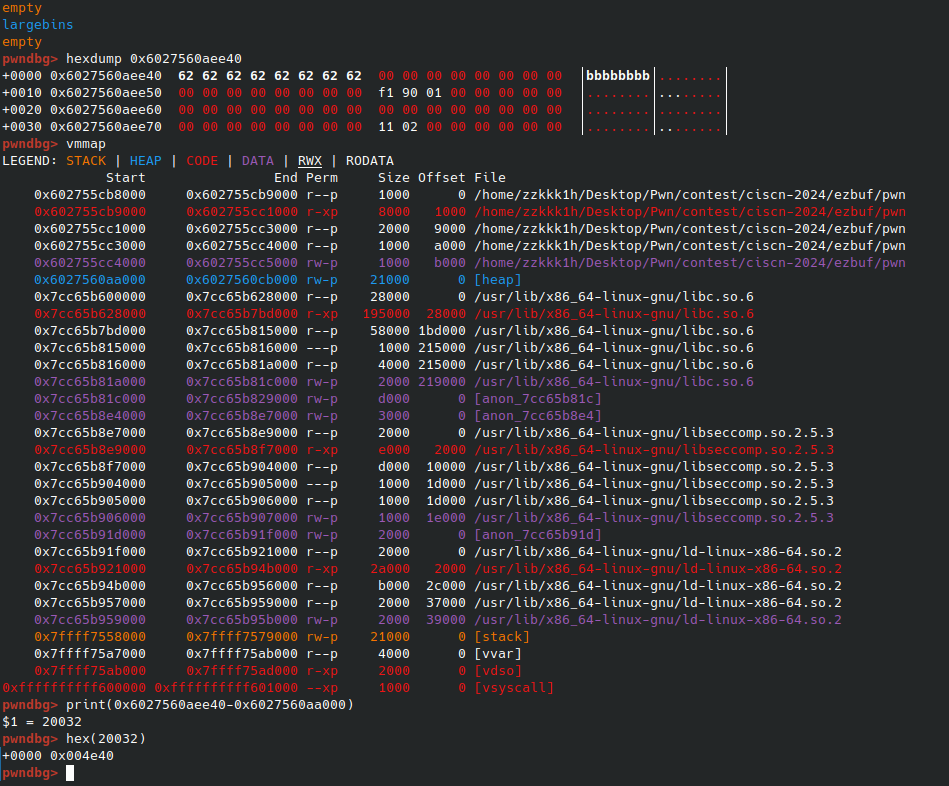 empty
largebins
empty
pwndbg> hexdump 0x6027560aee40
+0000 0x6027560aee40  62 62 62 62 62 62 62 62  00 00 00 00 00 00 00 00  |bbbbbbbb|........|
+0010 0x6027560aee50  00 00 00 00 00 00 00 00  f1 90 01 00 00 00 00 00  |........|........|
+0020 0x6027560aee60  00 00 00 00 00 00 00 00  00 00 00 00 00 00 00 00  |........|........|
+0030 0x6027560aee70  00 00 00 00 00 00 00 00  11 02 00 00 00 00 00 00  |........|........|
pwndbg> vmmap
LEGEND: STACK | HEAP | CODE | DATA | RWX | RODATA
Start End Perm Size Offset File
0x602755cb8000 0x602755cb9000 r--p 1000 0 /home/zzkkk1h/Desktop/Pwn/contest/ciscn-2024/ezbuf/pwn
0x602755cb9000 0x602755cc1000 r-xp 8000 1000 /home/zzkkk1h/Desktop/Pwn/contest/ciscn-2024/ezbuf/pwn
0x602755cc1000 0x602755cc3000 r--p 2000 9000 /home/zzkkk1h/Desktop/Pwn/contest/ciscn-2024/ezbuf/pwn
0x602755cc3000 0x602755cc4000 r--p 1000 a000 /home/zzkkk1h/Desktop/Pwn/contest/ciscn-2024/ezbuf/pwn
0x602755cc4000 0x602755cc5000 rw-p 1000 b000 /home/zzkkk1h/Desktop/Pwn/contest/ciscn-2024/ezbuf/pwn
0x6027560aa000 0x6027560cb000 rw-p 21000 0 [heap]
0x7cc65b600000 0x7cc65b628000 r--p 28000 0 /usr/lib/x86_64-linux-gnu/libc.so.6
0x7cc65b628000 0x7cc65b7bd000 r-xp 195000 28000 /usr/lib/x86_64-linux-gnu/libc.so.6
0x7cc65b7bd000 0x7cc65b815000 r--p 58000 1bd000 /usr/lib/x86_64-linux-gnu/libc.so.6
0x7cc65b815000 0x7cc65b816000 ---p 1000 215000 /usr/lib/x86_64-linux-gnu/libc.so.6
0x7cc65b816000 0x7cc65b81a000 r--p 4000 215000 /usr/lib/x86_64-linux-gnu/libc.so.6
0x7cc65b81a000 0x7cc65b81c000 rw-p 2000 219000 /usr/lib/x86_64-linux-gnu/libc.so.6
0x7cc65b81c000 0x7cc65b829000 rw-p d000 0 [anon_7cc65b81c]
0x7cc65b8e4000 0x7cc65b8e7000 rw-p 3000 0 [anon_7cc65b8e4]
0x7cc65b8e7000 0x7cc65b8e9000 r--p 2000 0 /usr/lib/x86_64-linux-gnu/libseccomp.so.2.5.3
0x7cc65b8e9000 0x7cc65b8f7000 r-xp e000 2000 /usr/lib/x86_64-linux-gnu/libseccomp.so.2.5.3
0x7cc65b8f7000 0x7cc65b904000 r--p d000 10000 /usr/lib/x86_64-linux-gnu/libseccomp.so.2.5.3
0x7cc65b904000 0x7cc65b905000 ---p 1000 1d000 /usr/lib/x86_64-linux-gnu/libseccomp.so.2.5.3
0x7cc65b905000 0x7cc65b906000 r--p 1000 1d000 /usr/lib/x86_64-linux-gnu/libseccomp.so.2.5.3
0x7cc65b906000 0x7cc65b907000 rw-p 1000 1e000 /usr/lib/x86_64-linux-gnu/libseccomp.so.2.5.3
0x7cc65b91d000 0x7cc65b91f000 rw-p 2000 0 [anon_7cc65b91d]
0x7cc65b91f000 0x7cc65b921000 r--p 2000 0 /usr/lib/x86_64-linux-gnu/ld-linux-x86-64.so.2
0x7cc65b921000 0x7cc65b94b000 r-xp 2a000 2000 /usr/lib/x86_64-linux-gnu/ld-linux-x86-64.so.2
0x7cc65b94b000 0x7cc65b956000 r--p b000 2c000 /usr/lib/x86_64-linux-gnu/ld-linux-x86-64.so.2
0x7cc65b957000 0x7cc65b959000 r--p 2000 37000 /usr/lib/x86_64-linux-gnu/ld-linux-x86-64.so.2
0x7cc65b959000 0x7cc65b95b000 rw-p 2000 39000 /usr/lib/x86_64-linux-gnu/ld-linux-x86-64.so.2
0x7ffff7558000 0x7ffff7579000 rw-p 21000 0 [stack]
0x7ffff75a7000 0x7ffff75ab000 r--p 4000 0 [vvar]
0x7ffff75ab000 0x7ffff75ad000 r-xp 2000 0 [vdso]
0xffffffffff600000 0xffffffffff601000 --xp 1000 0 [vsyscall]
pwndbg> print(0x6027560aee40-0x6027560aa000)
$1 = 20032
pwndbg> hex(20032)
+0000 0x004e40
pwndbg>